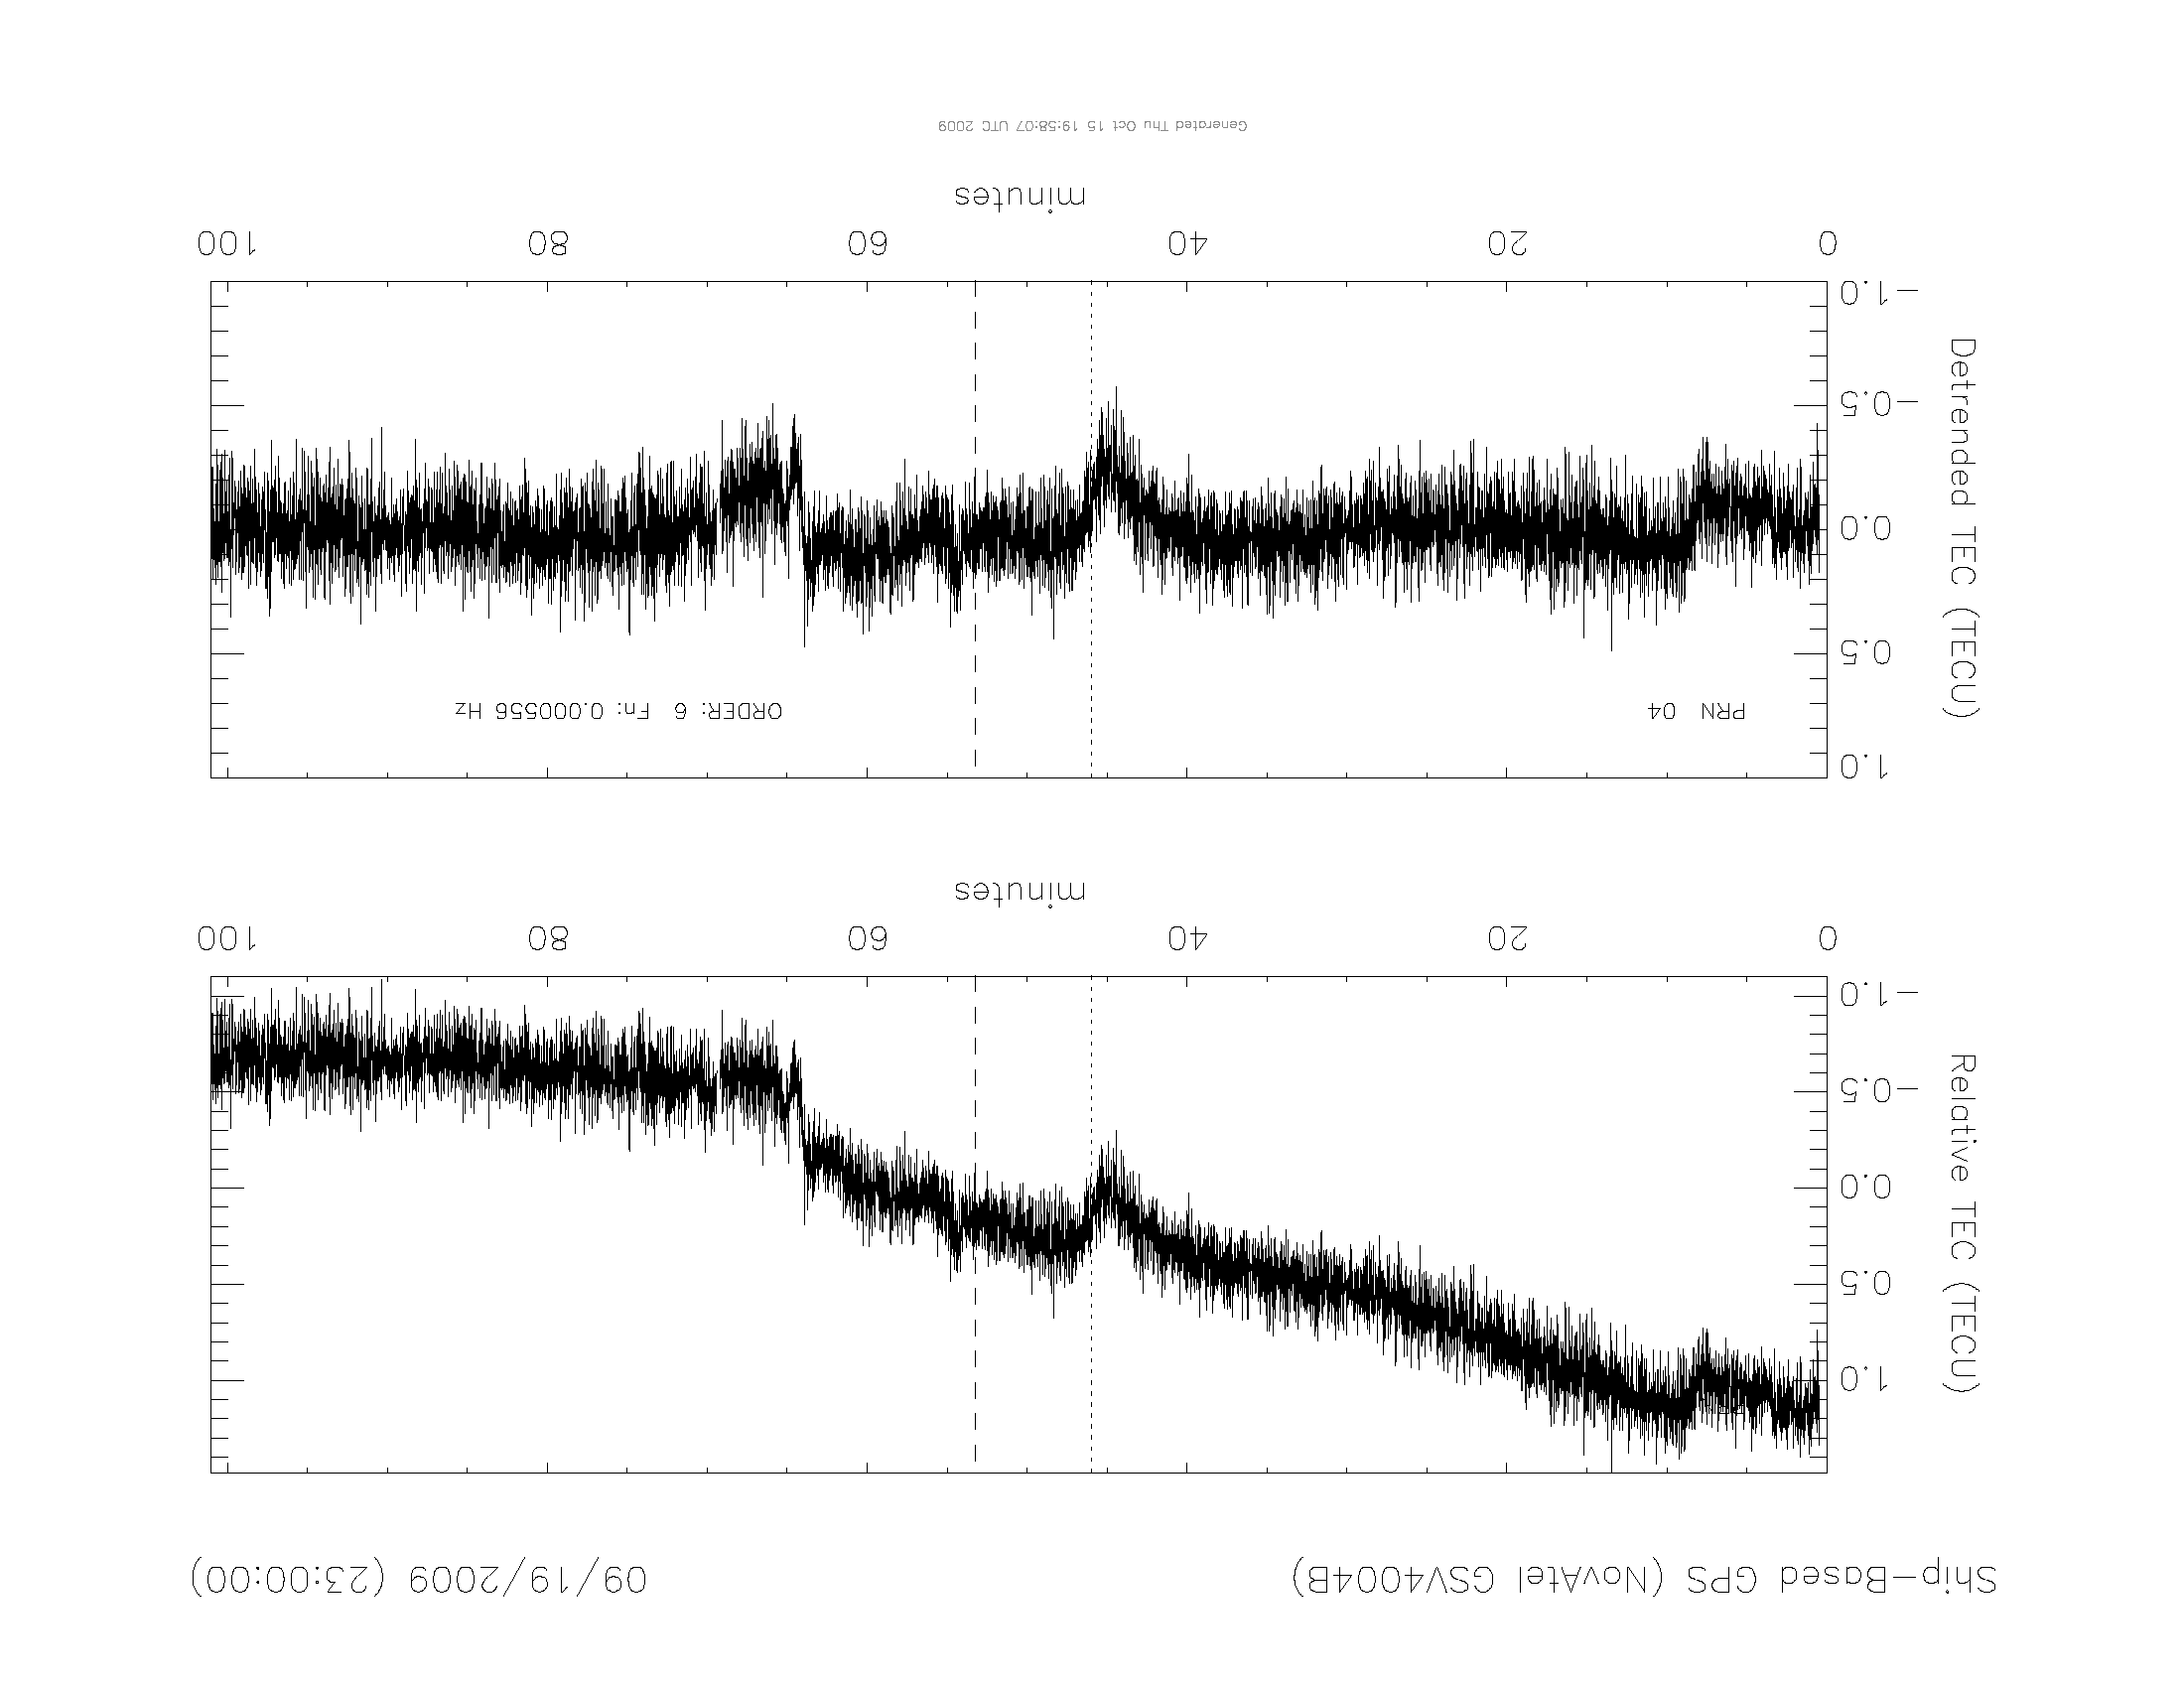 Ship-Based GPS (NovAtel GSV4004B) 09/19/2009 (23:00:00)
Relative TEC (TECU)
1.0
0.5
0.0
-0.5
-1.0
PRN
0 20 40 60 80 100
minutes
Detrended TEC (TECU)
1.0
0.5
0.0
-0.5
-1.0
PRN 04 ORDER: 6 Fn: 0.000556 Hz
0 20 40 60 80 100
minutes
Generated Thu Oct 15 19:58:07 UTC 2009